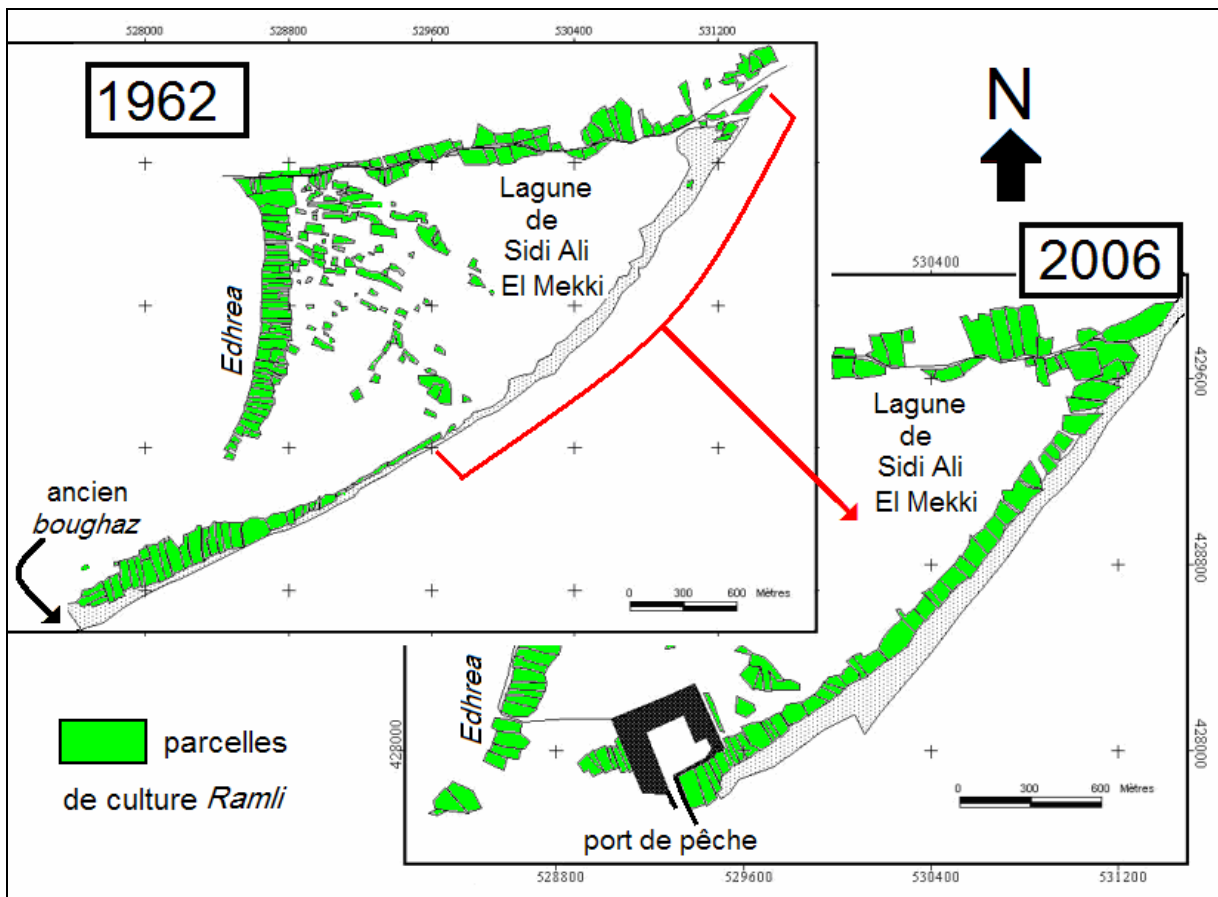 528000 528800 529600 530400 531200
1962
N
Lagune
de
Sidi Ali
El Mekki
Edhrea
ancien
boughaz
0 300 600 Mètres
530400
2006
429600
Lagune
de
Sidi Ali
El Mekki
428800
Edhrea
428000
428000
port de pêche
0 300 600 Mètres
528800 529600 530400 531200
parcelles
de culture Ramli